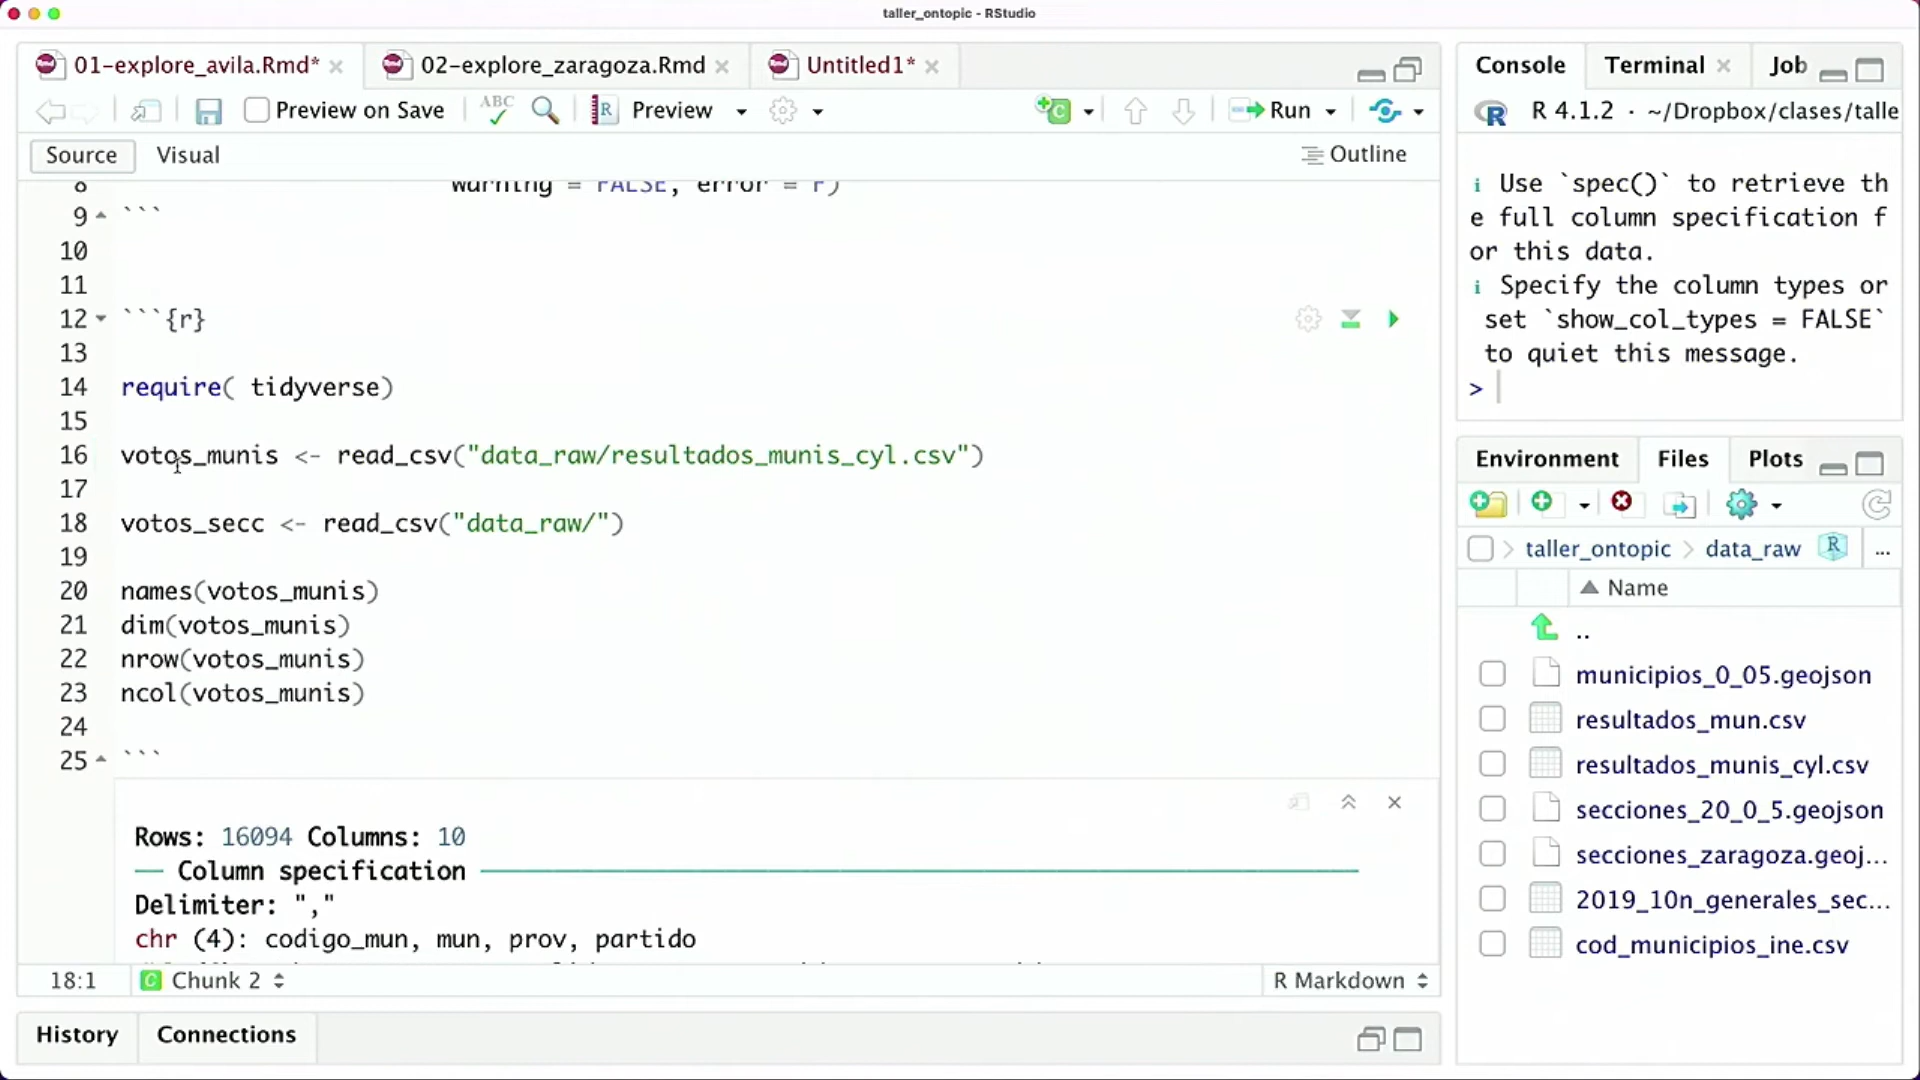 taller_ontopic - RStudio
01-explore_avila.Rmd*
02-explore_zaragoza.Rmd
Untitled1*
Preview on Save
ABC
Preview
Run
Source
Visual
Outline
8 warning = FALSE, error = F)
9 ```
10
11
12 ```{r}
13
14 require( tidyverse)
15
16 votos_munis <- read_csv("data_raw/resultados_munis_cyl.csv")
17
18 votos_secc <- read_csv("data_raw/")
19
20 names(votos_munis)
21 dim(votos_munis)
22 nrow(votos_munis)
23 ncol(votos_munis)
24
25 ```
Rows: 16094 Columns: 10
── Column specification ──
Delimiter: ","
chr (4): codigo_mun, mun, prov, partido
18:1
Chunk 2
R Markdown
History
Connections
Console
Terminal
Job
R 4.1.2 · ~/Dropbox/clases/talle
i Use `spec()` to retrieve th
e full column specification f
or this data.
i Specify the column types or
set `show_col_types = FALSE`
to quiet this message.
>
Environment
Files
Plots
taller_ontopic
data_raw
...
Name
..
municipios_0_05.geojson
resultados_mun.csv
resultados_munis_cyl.csv
secciones_20_0_5.geojson
secciones_zaragoza.geoj...
2019_10n_generales_sec...
cod_municipios_ine.csv